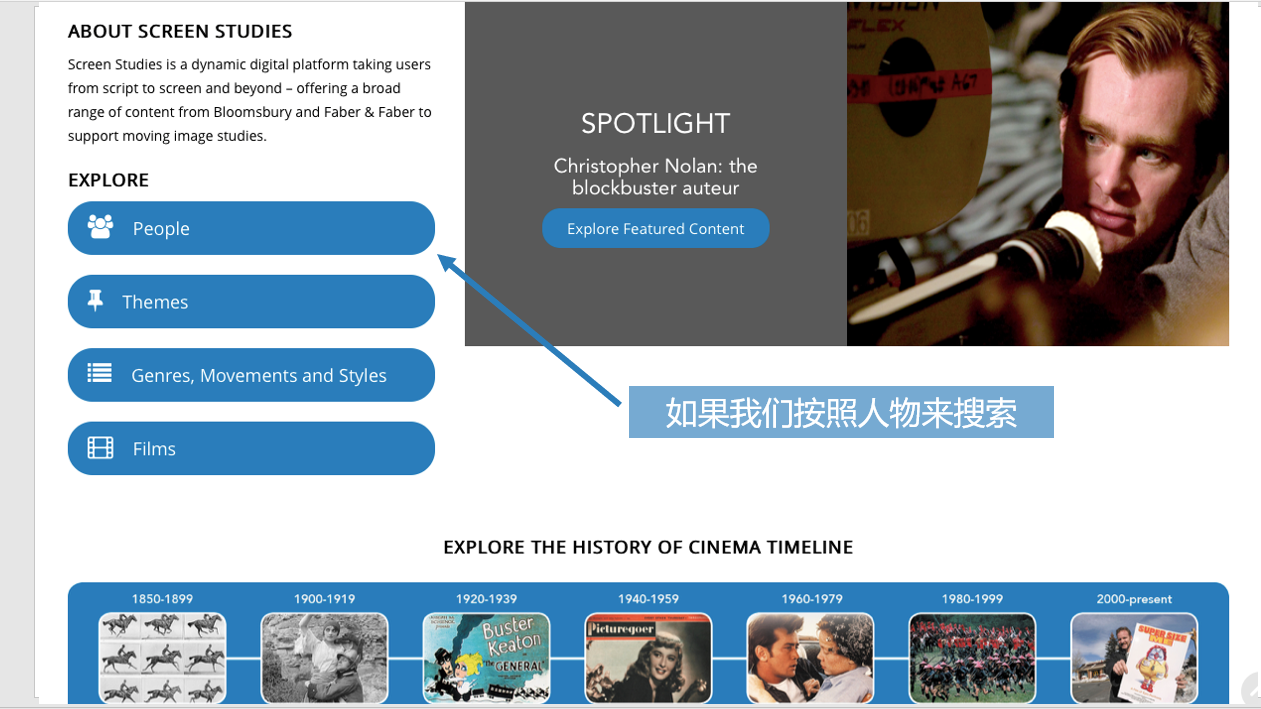 ABOUT SCREEN STUDIES
Screen Studies is a dynamic digital platform taking users
from script to screen and beyond – offering a broad
range of content from Bloomsbury and Faber & Faber to
support moving image studies.
EXPLORE
People
Themes
Genres, Movements and Styles
Films
SPOTLIGHT
Christopher Nolan: the
blockbuster auteur
Explore Featured Content
如果我们按照人物来搜索
EXPLORE THE HISTORY OF CINEMA TIMELINE
1850-1899
1900-1919
1920-1939
1940-1959
1960-1979
1980-1999
2000-present
Buster
Keaton
GENERAL
Picturegoer
SUPER SIZE